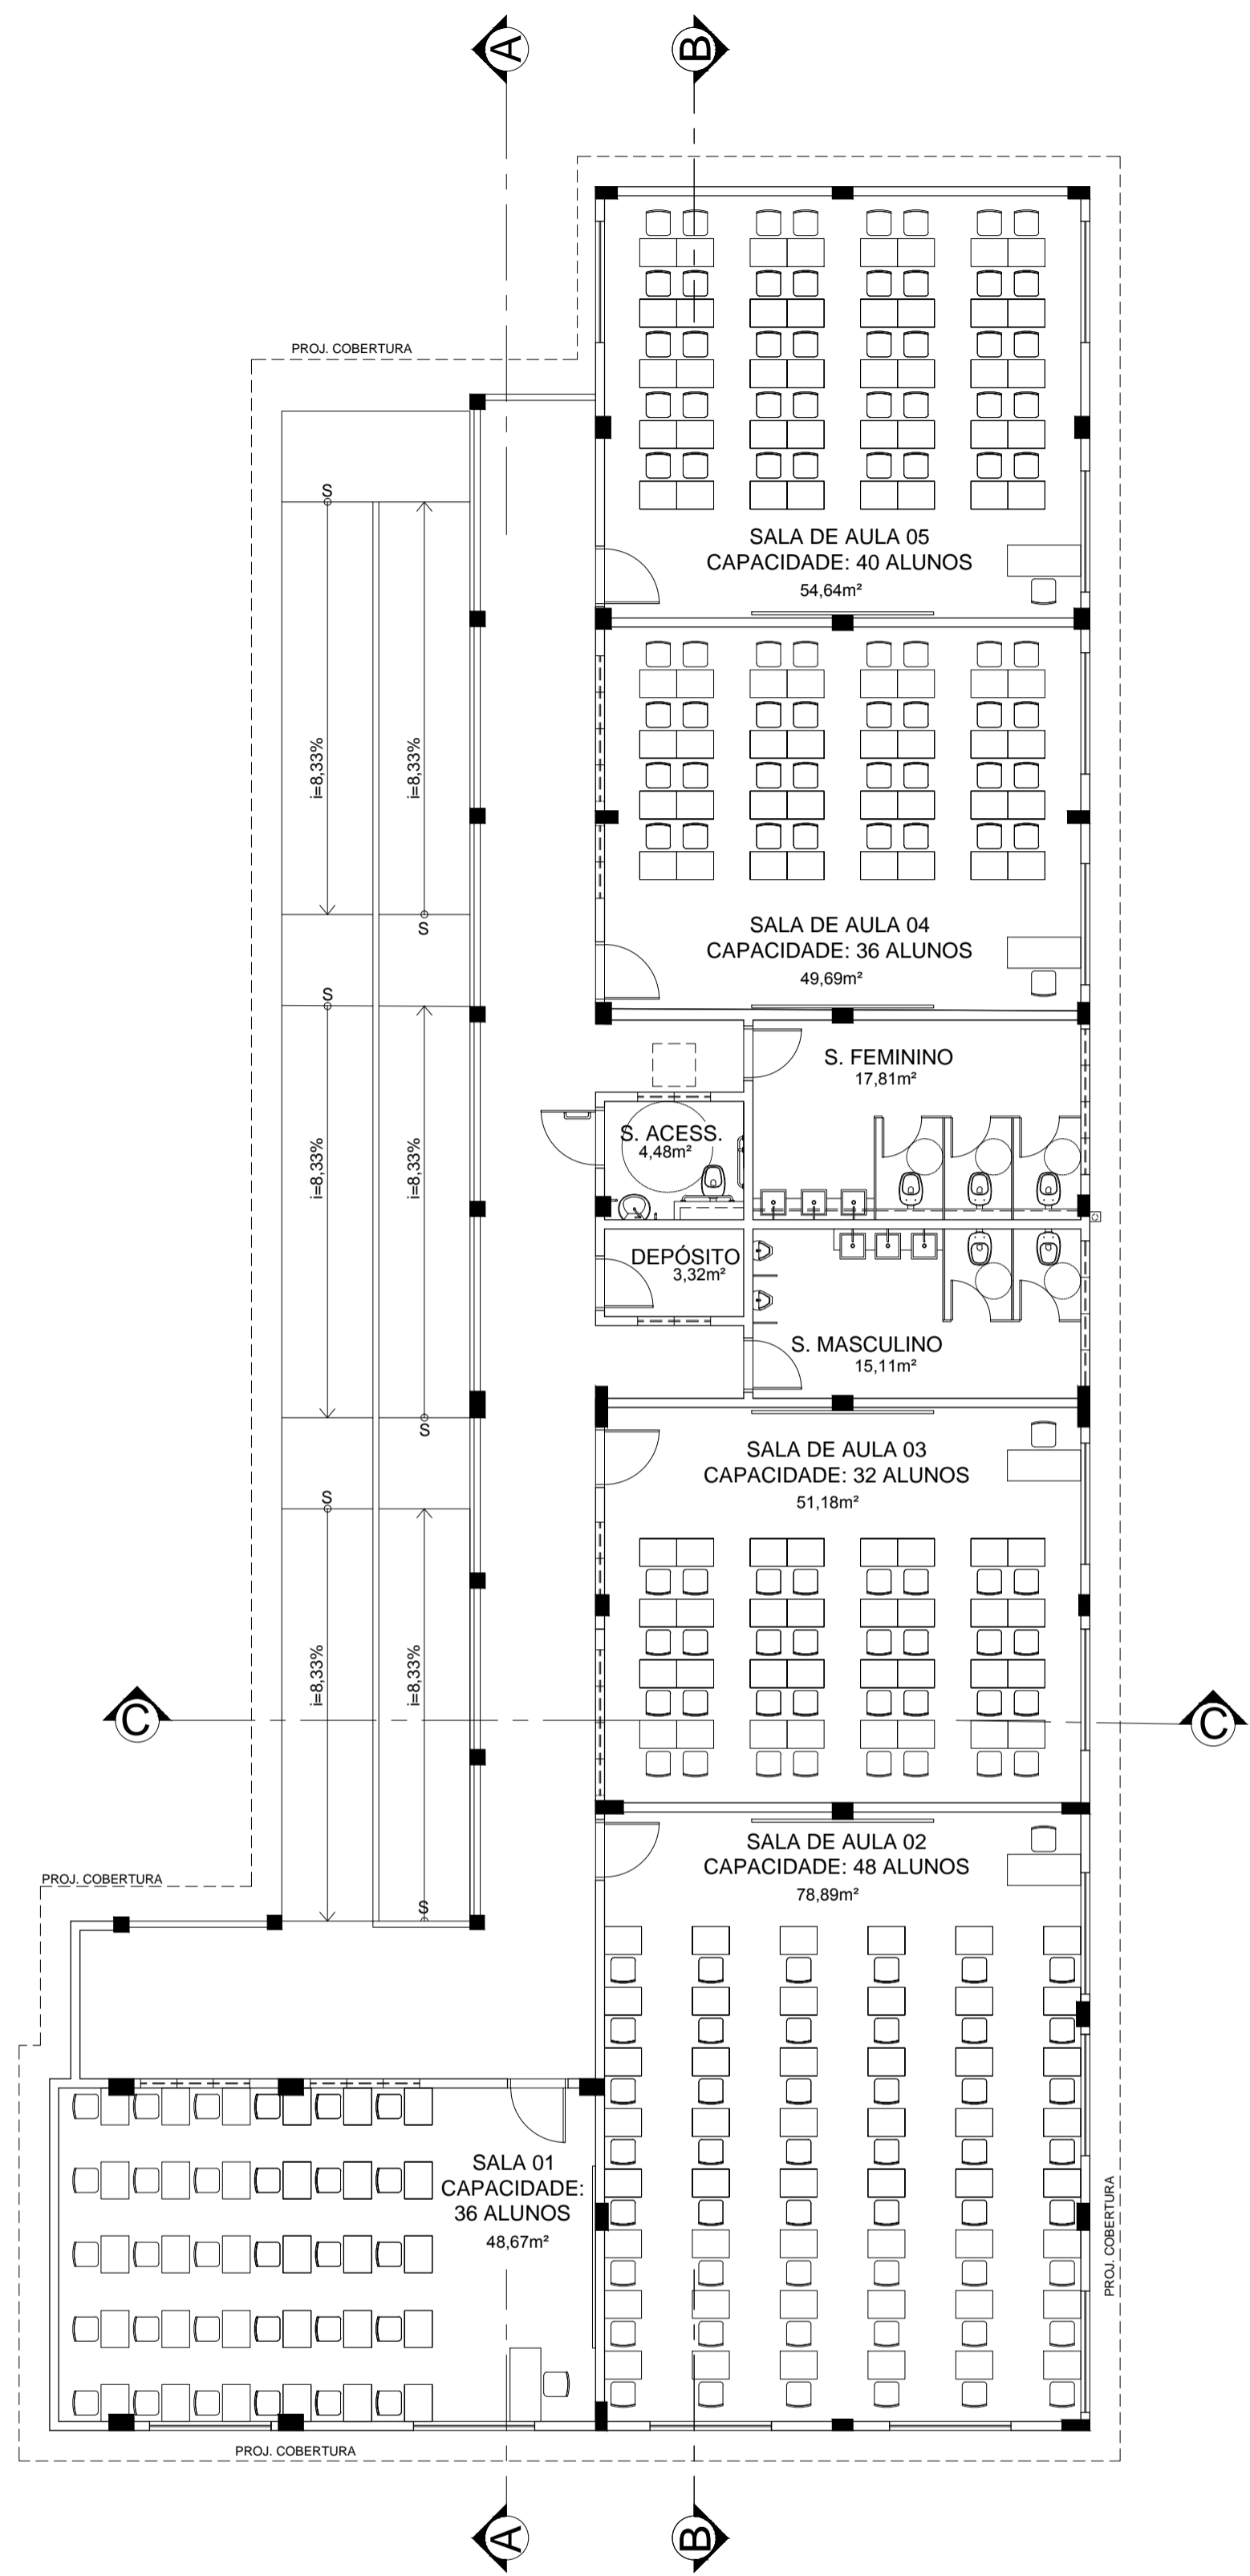 A
B
PROJ. COBERTURA
SALA DE AULA 05
CAPACIDADE: 40 ALUNOS
54,64m²
S
i=8,33%
i=8,33%
S
SALA DE AULA 04
CAPACIDADE: 36 ALUNOS
49,69m²
S
S. FEMININO
17,81m²
S. ACESS.
4,48m²
i=8,33%
i=8,33%
DEPÓSITO
3,32m²
S. MASCULINO
15,11m²
S
SALA DE AULA 03
CAPACIDADE: 32 ALUNOS
51,18m²
S
i=8,33%
i=8,33%
C
C
SALA DE AULA 02
CAPACIDADE: 48 ALUNOS
78,89m²
PROJ. COBERTURA
S
SALA 01
CAPACIDADE:
36 ALUNOS
48,67m²
PROJ. COBERTURA
PROJ. COBERTURA
A
B